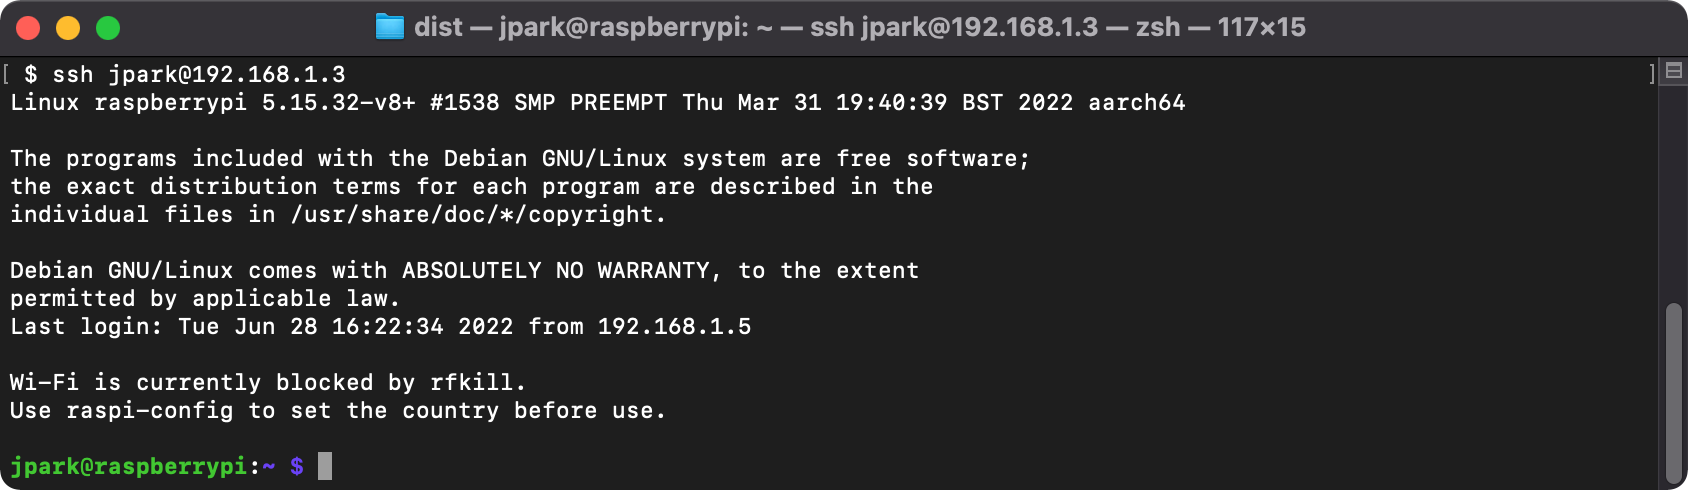 dist — jpark@raspberrypi: ~ — ssh jpark@192.168.1.3 — zsh — 117×15
[ $ ssh jpark@192.168.1.3 ]
Linux raspberrypi 5.15.32-v8+ #1538 SMP PREEMPT Thu Mar 31 19:40:39 BST 2022 aarch64
The programs included with the Debian GNU/Linux system are free software;
the exact distribution terms for each program are described in the
individual files in /usr/share/doc/*/copyright.
Debian GNU/Linux comes with ABSOLUTELY NO WARRANTY, to the extent
permitted by applicable law.
Last login: Tue Jun 28 16:22:34 2022 from 192.168.1.5
Wi-Fi is currently blocked by rfkill.
Use raspi-config to set the country before use.
jpark@raspberrypi:~ $